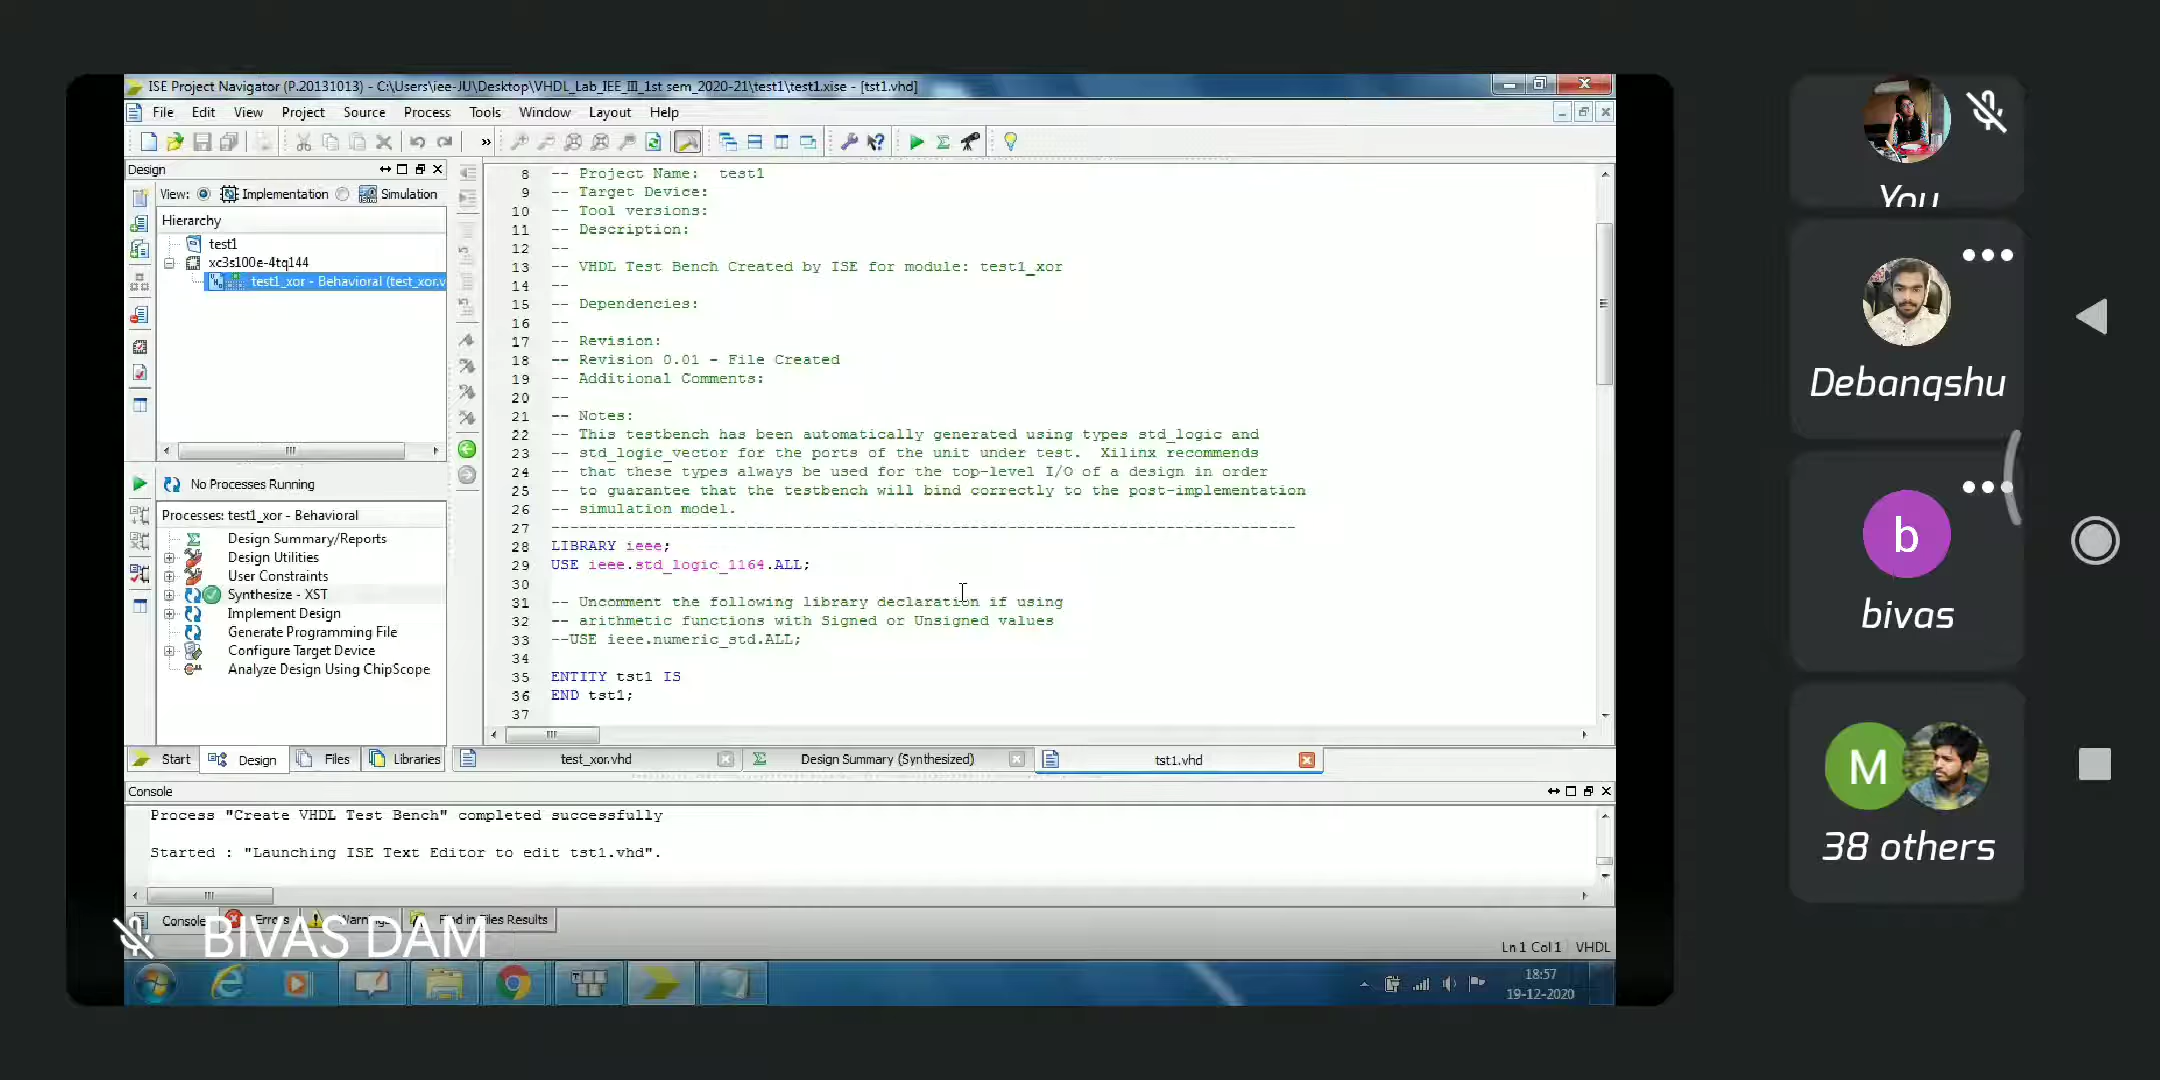 ISE Project Navigator (P.20131013) - C:\Users\iee-JU\Desktop\VHDL_Lab_IEE_III_1st sem_2020-21\test1\test1.xise - [tst1.vhd]
File Edit View Project Source Process Tools Window Layout Help
»
Design
View: Implementation Simulation
Hierarchy
test1
xc3s100e-4tq144
test1_xor - Behavioral (test_xor.v
No Processes Running
Processes: test1_xor - Behavioral
Design Summary/Reports
Design Utilities
User Constraints
Synthesize - XST
Implement Design
Generate Programming File
Configure Target Device
Analyze Design Using ChipScope
Start Design Files Libraries
8 -- Project Name: test1
9 -- Target Device:
10 -- Tool versions:
11 -- Description:
12 --
13 -- VHDL Test Bench Created by ISE for module: test1_xor
14 --
15 -- Dependencies:
16 --
17 -- Revision:
18 -- Revision 0.01 - File Created
19 -- Additional Comments:
20 --
21 -- Notes:
22 -- This testbench has been automatically generated using types std_logic and
23 -- std_logic_vector for the ports of the unit under test. Xilinx recommends
24 -- that these types always be used for the top-level I/O of a design in order
25 -- to guarantee that the testbench will bind correctly to the post-implementation
26 -- simulation model.
27 --------------------------------------------------------------------------------
28 LIBRARY ieee;
29 USE ieee.std_logic_1164.ALL;
30
31 -- Uncomment the following library declaration if using
32 -- arithmetic functions with Signed or Unsigned values
33 --USE ieee.numeric_std.ALL;
34
35 ENTITY tst1 IS
36 END tst1;
37
test_xor.vhd Design Summary (Synthesized) tst1.vhd
Console
Process "Create VHDL Test Bench" completed successfully
Started : "Launching ISE Text Editor to edit tst1.vhd".
Console Errors Warnings Find in Files Results
BIVAS DAM
Ln 1 Col 1 VHDL
18:57
19-12-2020
You
Debanqshu
b
bivas
M
38 others